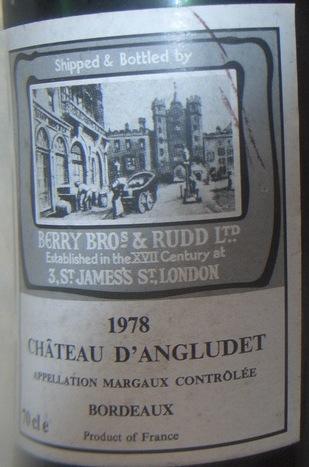 Shipped & Bottled by
BERRY BROS & RUDD LTD
Established in the XVII Century at
3, ST JAMES'S ST, LONDON
1978
CHÂTEAU D'ANGLUDET
APPELLATION MARGAUX CONTRÔLÉE
BORDEAUX
70 cl e
Product of France